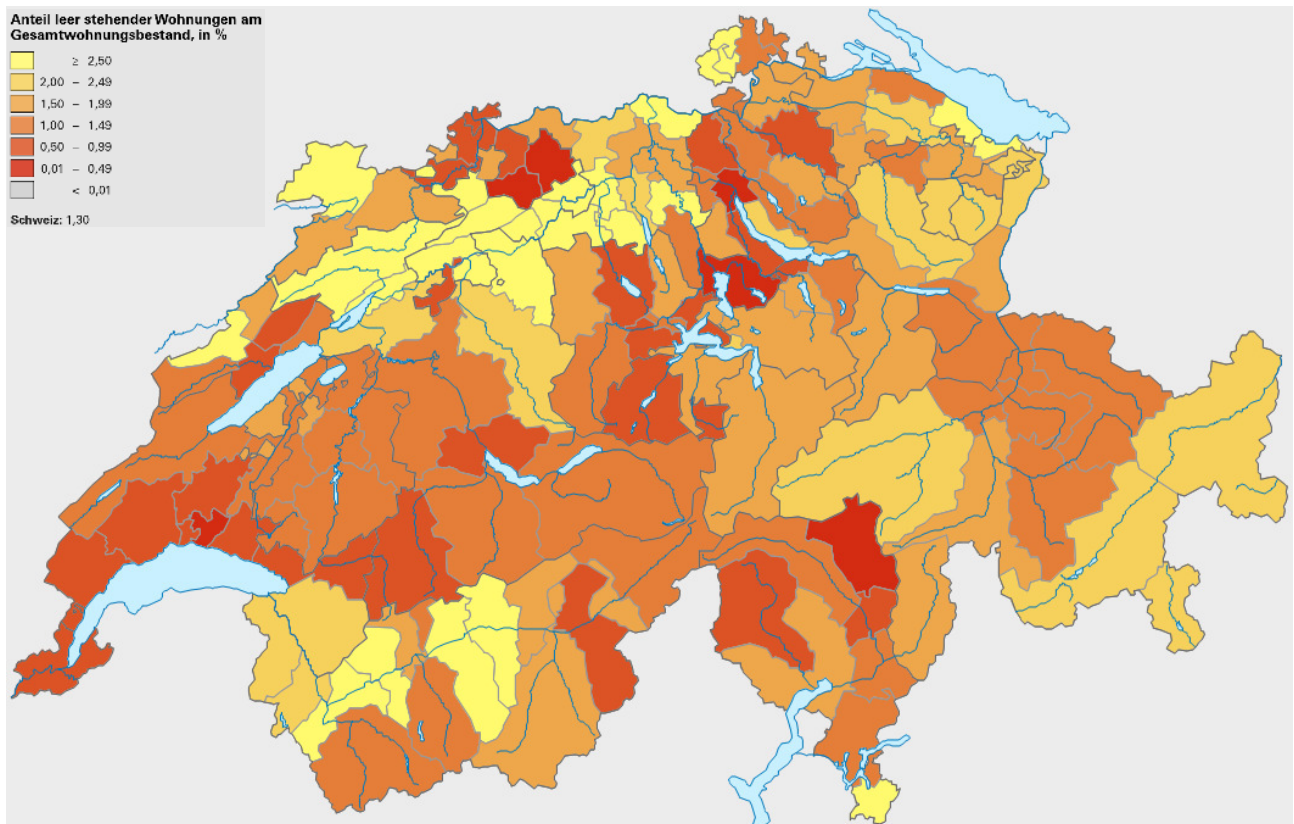 Anteil leer stehender Wohnungen am
Gesamtwohnungsbestand, in %
≥ 2,50
2,00 – 2,49
1,50 – 1,99
1,00 – 1,49
0,50 – 0,99
0,01 – 0,49
< 0,01
Schweiz: 1,30